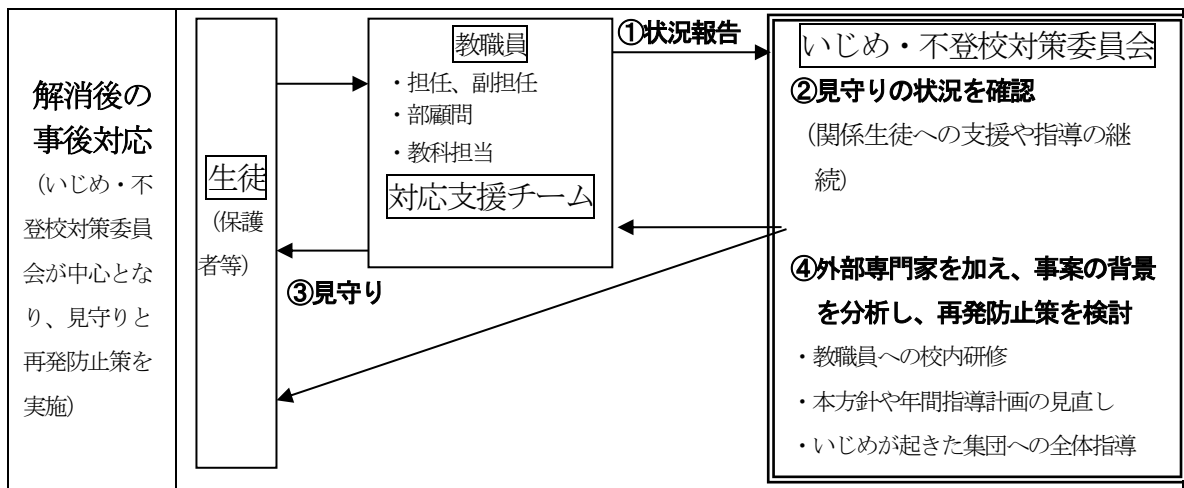 解消後の
事後対応
（いじめ・不
登校対策委員
会が中心とな
り、見守りと
再発防止策を
実施）
生徒
（保護
者等）
教職員
・担任、副担任
・部顧問
・教科担当
対応支援チーム
①状況報告
③見守り
いじめ・不登校対策委員会
②見守りの状況を確認
（関係生徒への支援や指導の継
続）
④外部専門家を加え、事案の背景
を分析し、再発防止策を検討
・教職員への校内研修
・本方針や年間指導計画の見直し
・いじめが起きた集団への全体指導